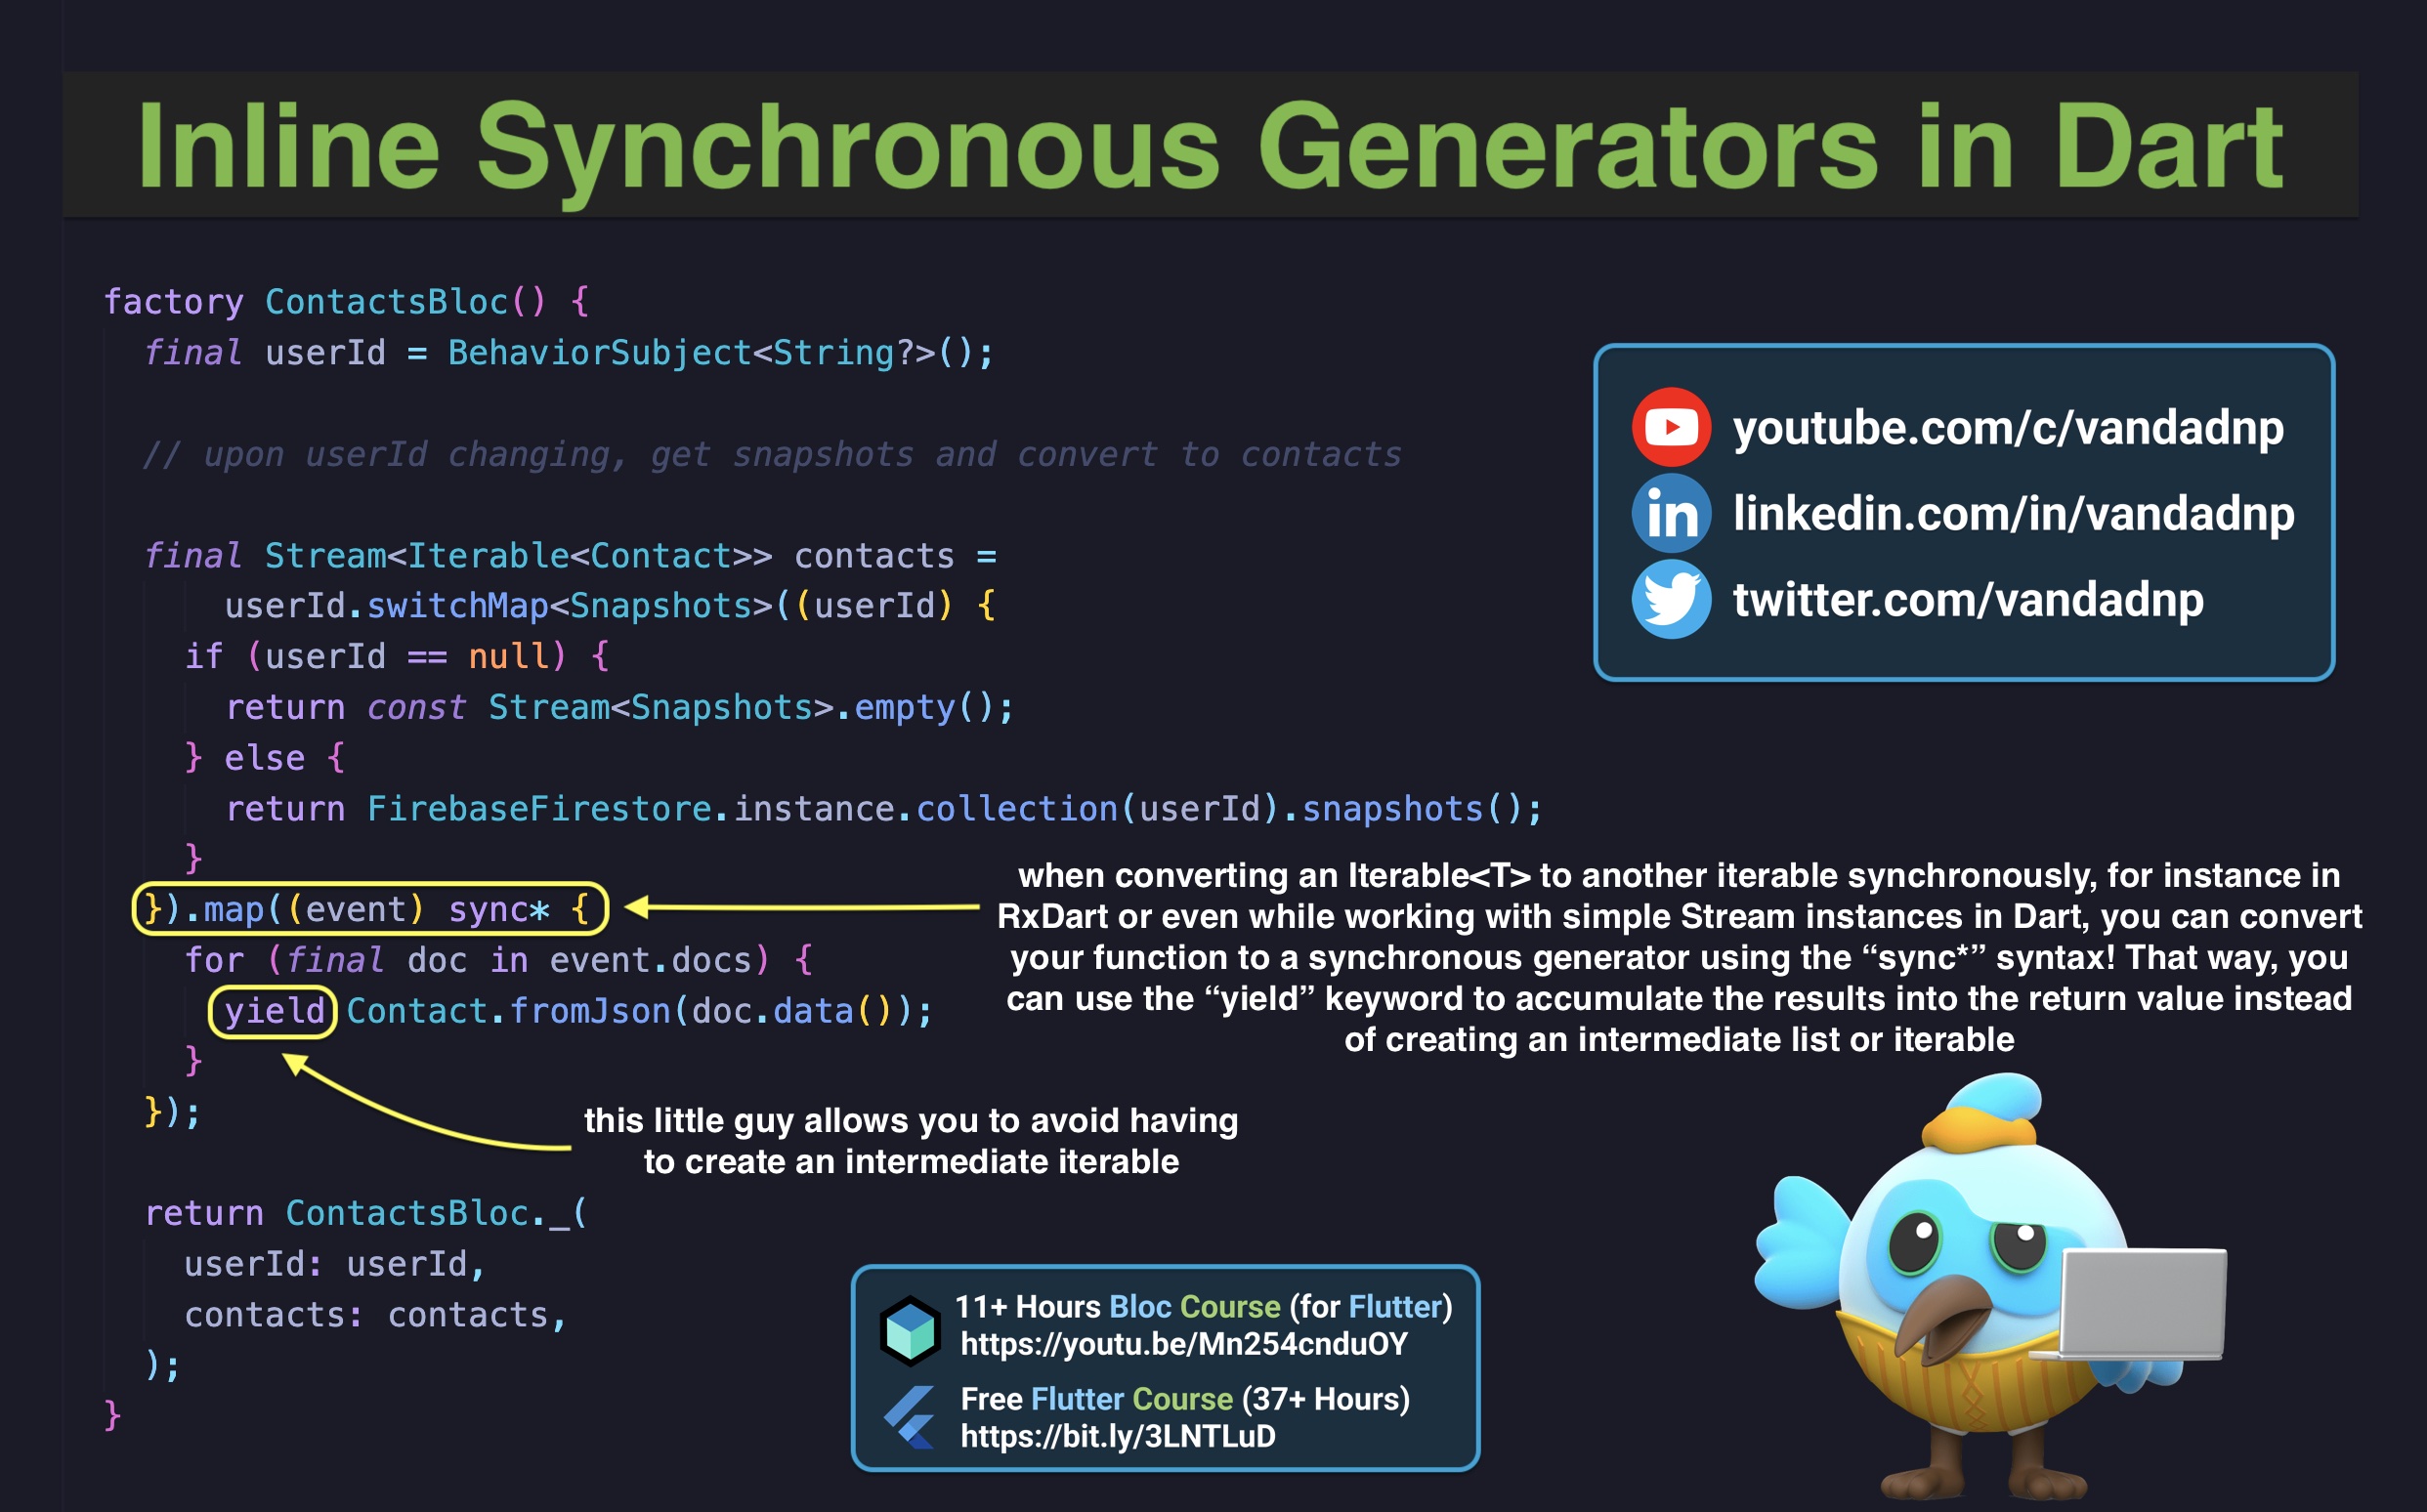 Inline Synchronous Generators in Dart
factory ContactsBloc() {
final userId = BehaviorSubject<String?>();
// upon userId changing, get snapshots and convert to contacts
final Stream<Iterable<Contact>> contacts =
userId.switchMap<Snapshots>((userId) {
if (userId == null) {
return const Stream<Snapshots>.empty();
} else {
return FirebaseFirestore.instance.collection(userId).snapshots();
}
}).map((event) sync* {
for (final doc in event.docs) {
yield Contact.fromJson(doc.data());
}
});
return ContactsBloc._(
userId: userId,
contacts: contacts,
);
}
youtube.com/c/vandadnp
linkedin.com/in/vandadnp
twitter.com/vandadnp
when converting an Iterable<T> to another iterable synchronously, for instance in
RxDart or even while working with simple Stream instances in Dart, you can convert
your function to a synchronous generator using the “sync*” syntax! That way, you
can use the “yield” keyword to accumulate the results into the return value instead
of creating an intermediate list or iterable
this little guy allows you to avoid having
to create an intermediate iterable
11+ Hours Bloc Course (for Flutter)
https://youtu.be/Mn254cnduOY
Free Flutter Course (37+ Hours)
https://bit.ly/3LNTLuD